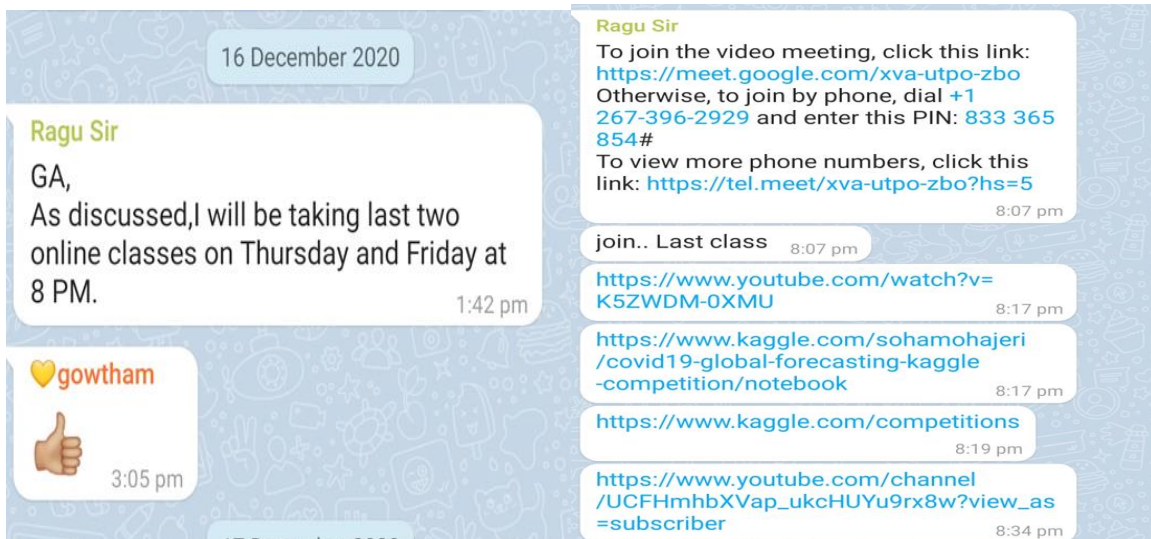 16 December 2020
Ragu Sir
GA,
As discussed,I will be taking last two
online classes on Thursday and Friday at
8 PM.
1:42 pm
gowtham
3:05 pm
Ragu Sir
To join the video meeting, click this link:
https://meet.google.com/xva-utpo-zbo
Otherwise, to join by phone, dial +1
267-396-2929 and enter this PIN: 833 365
854#
To view more phone numbers, click this
link: https://tel.meet/xva-utpo-zbo?hs=5
8:07 pm
join.. Last class 8:07 pm
https://www.youtube.com/watch?v=
K5ZWDM-0XMU
8:17 pm
https://www.kaggle.com/sohamohajeri
/covid19-global-forecasting-kaggle
-competition/notebook
8:17 pm
https://www.kaggle.com/competitions
8:19 pm
https://www.youtube.com/channel
/UCFHmhbXVap_ukcHUYu9rx8w?view_as
=subscriber
8:34 pm